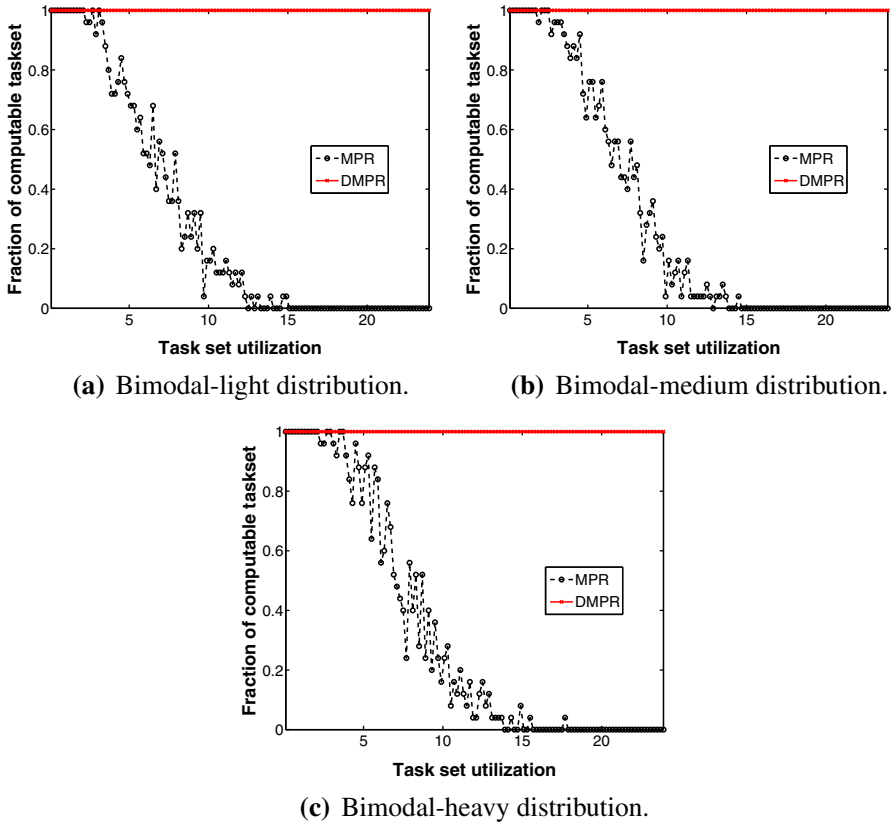 1
0.8
0.6
0.4
0.2
0
5
10
15
20
Fraction of computable taskset
Task set utilization
MPR
DMPR
(a) Bimodal-light distribution.
1
0.8
0.6
0.4
0.2
0
5
10
15
20
Fraction of computable taskset
Task set utilization
MPR
DMPR
(b) Bimodal-medium distribution.
1
0.8
0.6
0.4
0.2
0
5
10
15
20
Fraction of computable taskset
Task set utilization
MPR
DMPR
(c) Bimodal-heavy distribution.